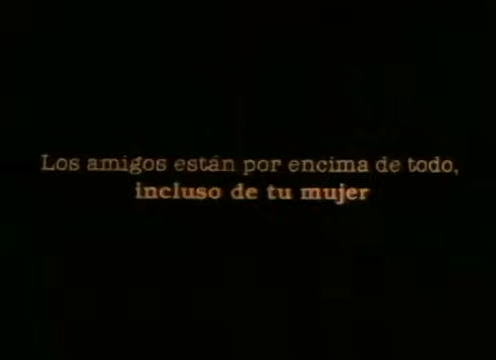 Los amigos están por encima de todo,
incluso de tu mujer